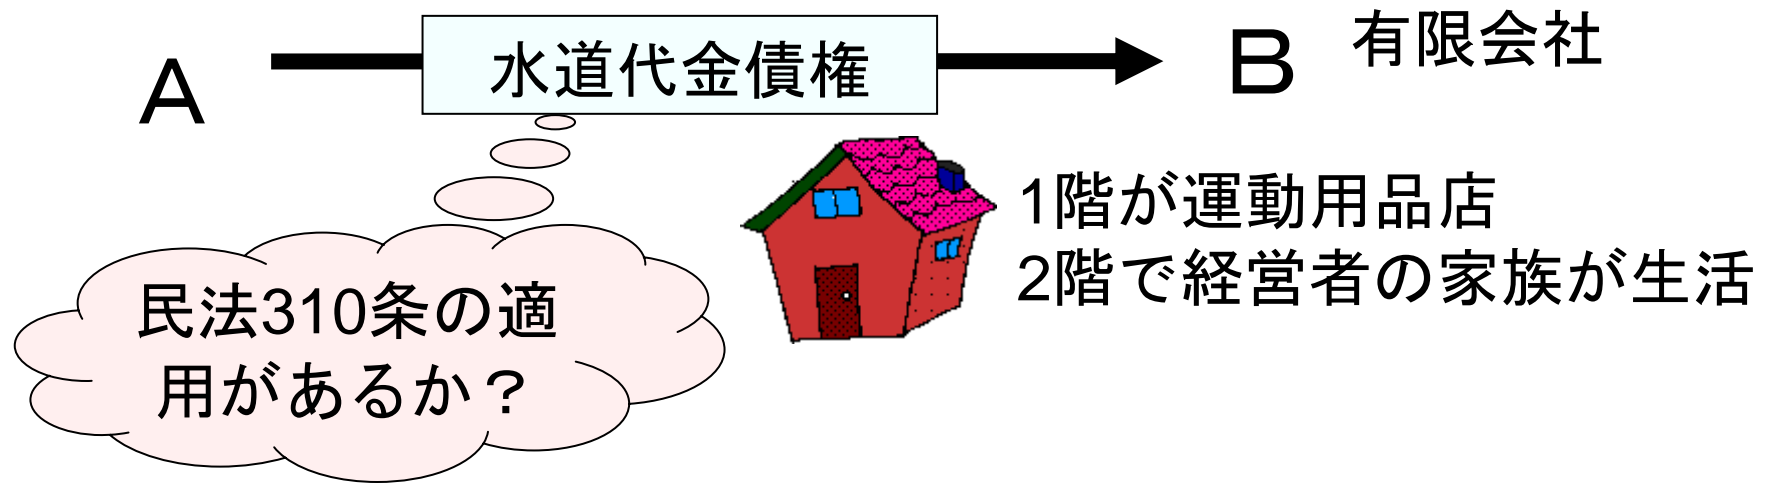 A
水道代金債権
B
有限会社
1階が運動用品店
2階で経営者の家族が生活
民法310条の適
用があるか？